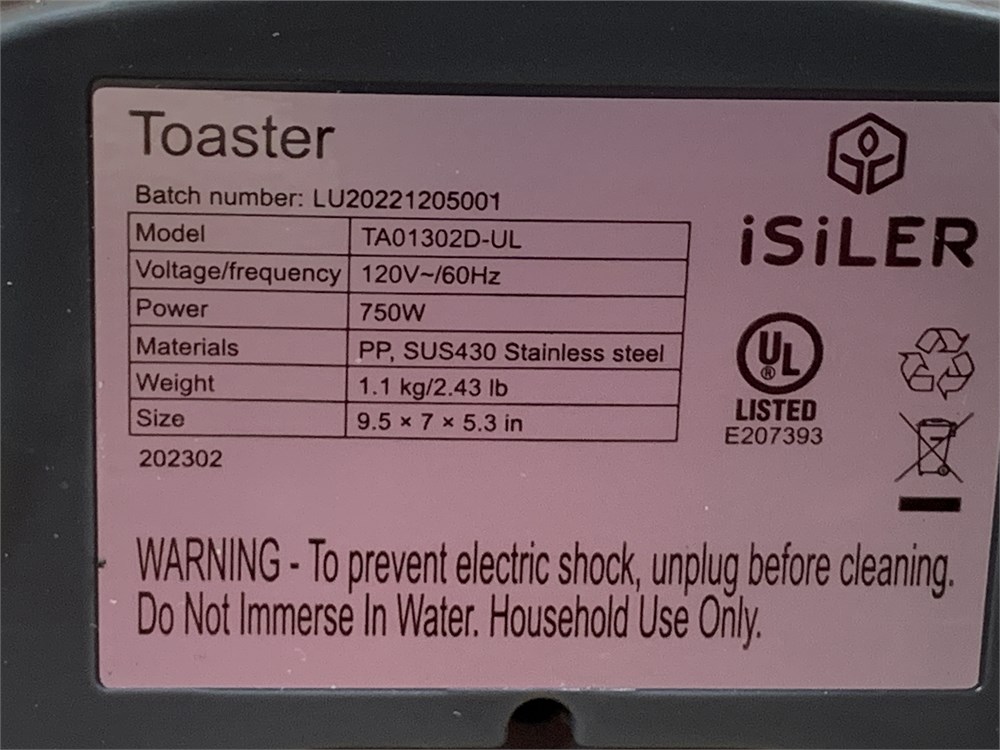 Toaster
Batch number: LU20221205001
Model TA01302D-UL
Voltage/frequency 120V~/60Hz
Power 750W
Materials PP, SUS430 Stainless steel
Weight 1.1 kg/2.43 lb
Size 9.5 × 7 × 5.3 in
202302
iSiLER
UL
®
LISTED
E207393
WARNING - To prevent electric shock, unplug before cleaning.
Do Not Immerse In Water. Household Use Only.